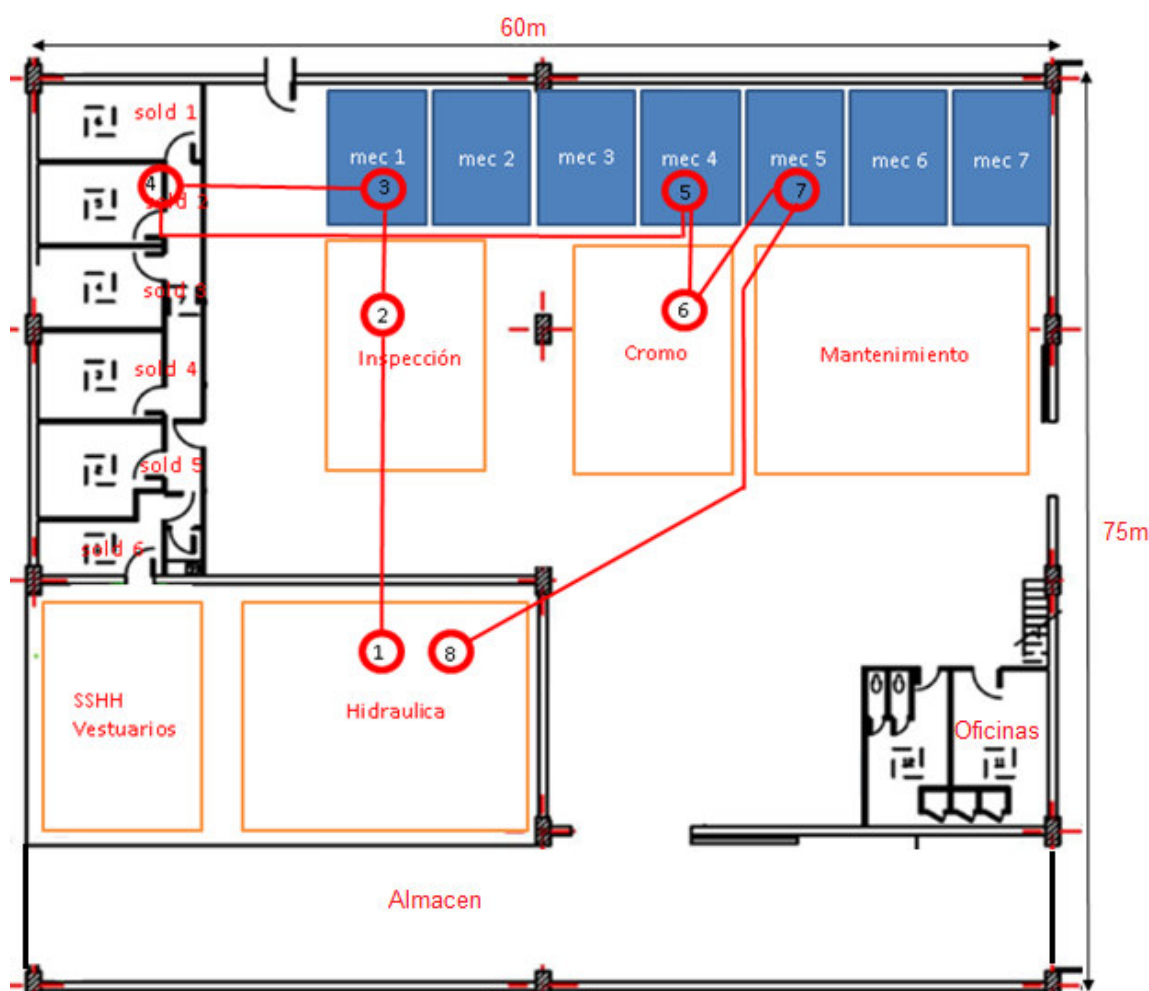 60m
sold 1
mec 1
mec 2
mec 3
mec 4
mec 5
mec 6
mec 7
4
3
5
7
sold 3
2
6
Inspección
Cromo
Mantenimiento
sold 4
sold 5
75m
sold 6
1
8
SSHH
Vestuarios
Hidraulica
Oficinas
Almacen